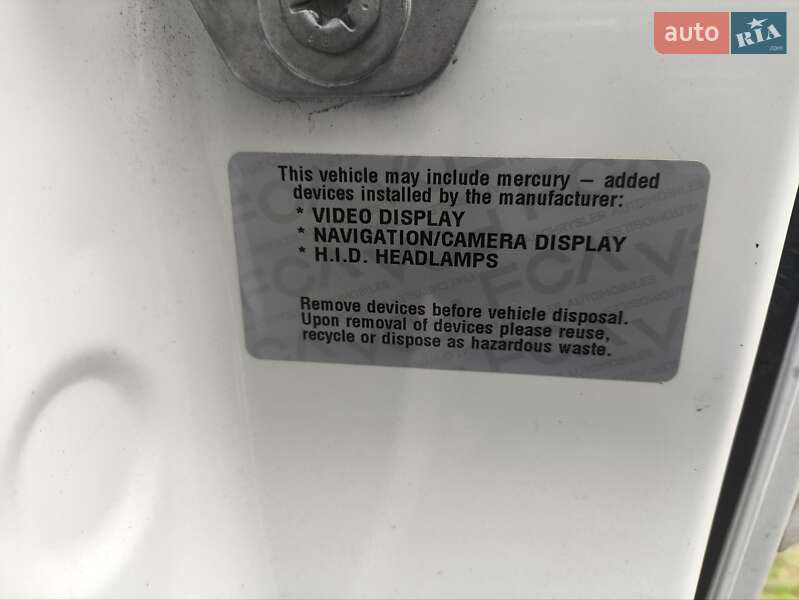 auto RIA
.com
This vehicle may include mercury – added
devices installed by the manufacturer:
* VIDEO DISPLAY
* NAVIGATION/CAMERA DISPLAY
* H.I.D. HEADLAMPS
Remove devices before vehicle disposal.
Upon removal of devices please reuse,
recycle or dispose as hazardous waste.